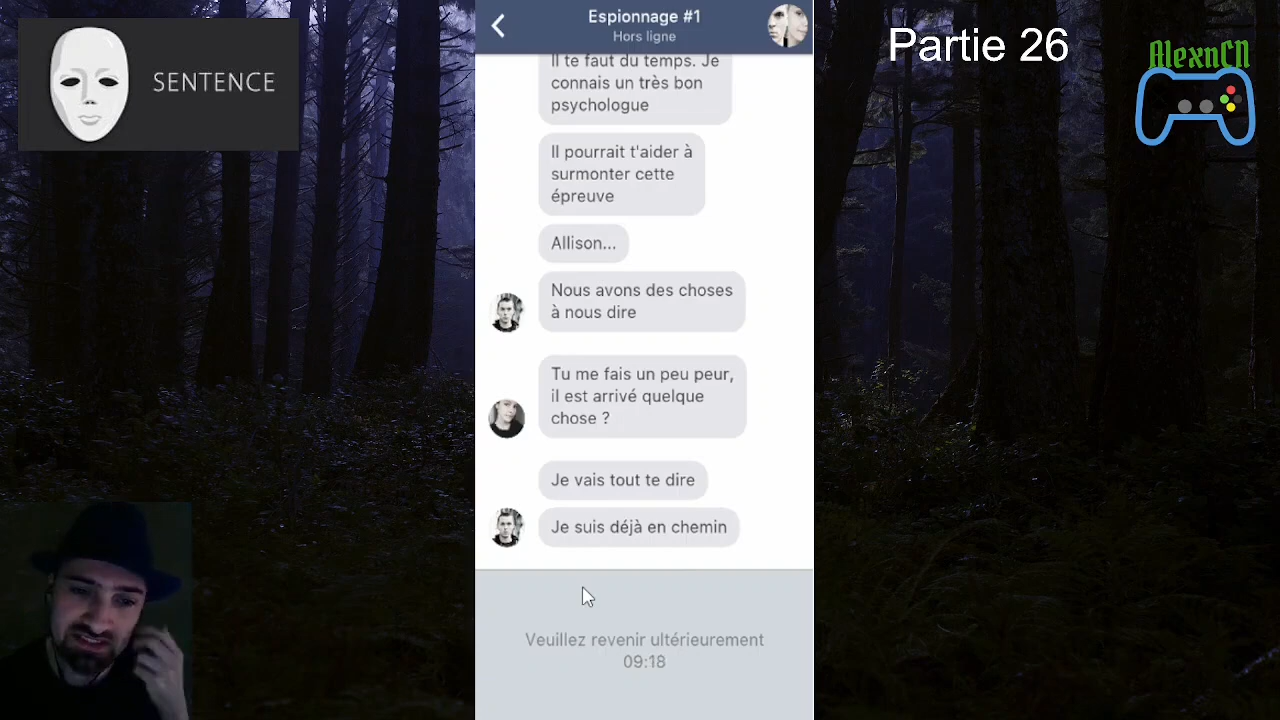 SENTENCE
Espionnage #1
Hors ligne
Il te faut du temps. Je
connais un très bon
psychologue
Il pourrait t'aider à
surmonter cette
épreuve
Allison...
Nous avons des choses
à nous dire
Tu me fais un peu peur,
il est arrivé quelque
chose ?
Je vais tout te dire
Je suis déjà en chemin
Veuillez revenir ultérieurement
09:18
Partie 26
AlexnCN